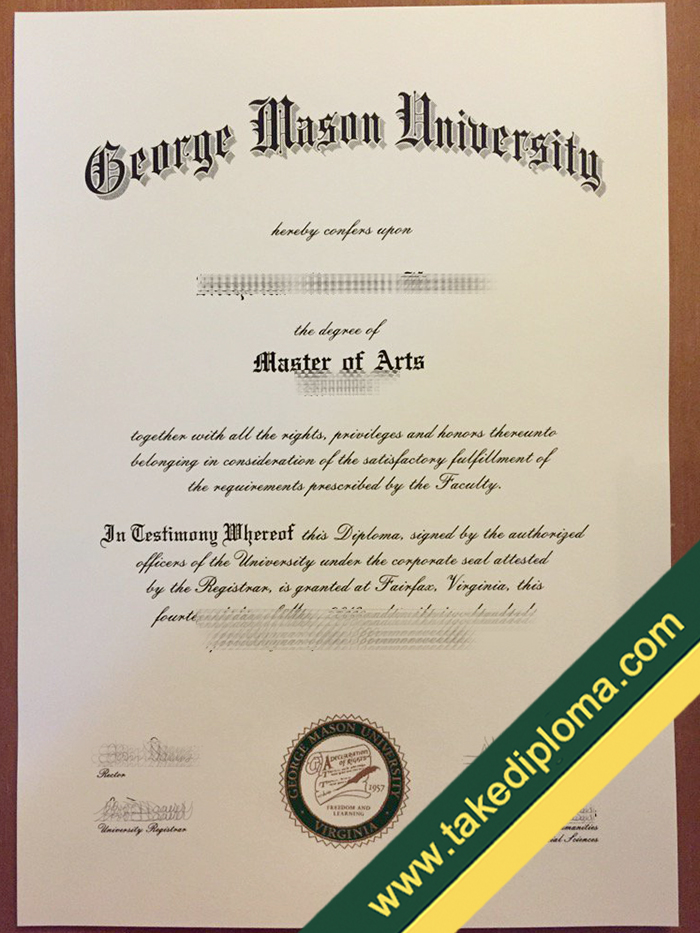 George Mason University
hereby confers upon
the degree of
Master of Arts
together with all the rights, privileges and honors thereunto
belonging in consideration of the satisfactory fulfillment of
the requirements prescribed by the Faculty.
In Testimony Whereof this Diploma, signed by the authorized
officers of the University under the corporate seal attested
by the Registrar, is granted at Fairfax, Virginia, this
Rector
University Registrar
GEORGE MASON UNIVERSITY
DECLARATION
OF RIGHTS
1957
FREEDOM AND
LEARNING
VIRGINIA
Sciences
www.takediploma.com